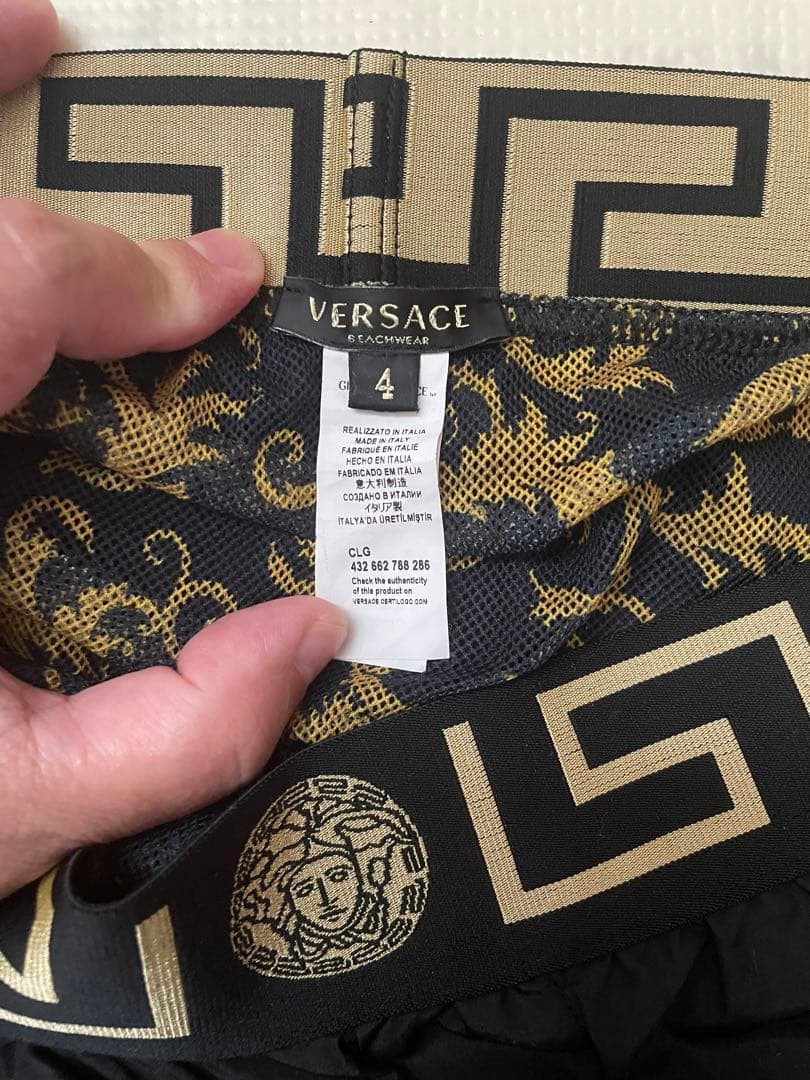 VERSACE
BEACHWEAR
4
REALIZZATO IN ITALIA
MADE IN ITALY
FABRIQUÉ EN ITALIE
HECHO EN ITALIA
FABRICADO EM ITÁLIA
意大利制造
СОЗДАНО В ИТАЛИИ
イタリア製
İTALYA'DA ÜRETİLMİŞTİR
CLG
432 662 788 286
Check the authenticity
of this product on
VERSACE.CERTILOGO.COM